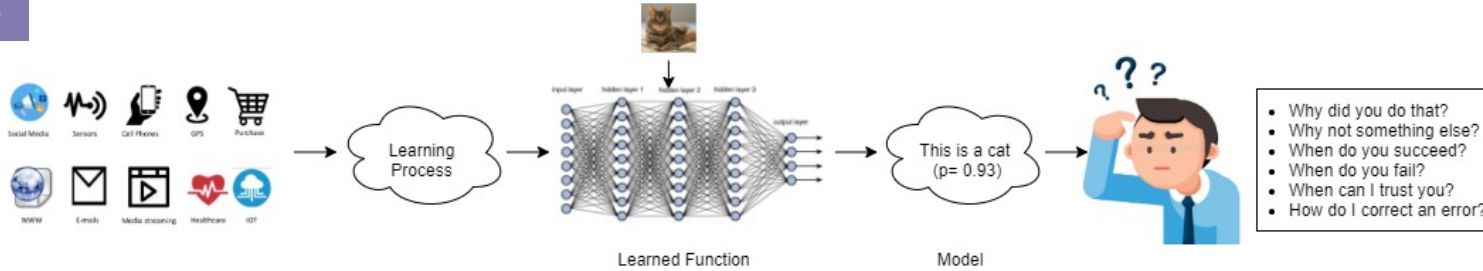 Social Media
Sensors
Cell Phones
GPS
Purchase
WWW
E-mails
Media streaming
Healthcare
IOT
Learning
Process
input layer
hidden layer 1
hidden layer 2
hidden layer 3
output layer
Learned Function
This is a cat
(p= 0.93)
Model
? ? ?
• Why did you do that?
• Why not something else?
• When do you succeed?
• When do you fail?
• When can I trust you?
• How do I correct an error?